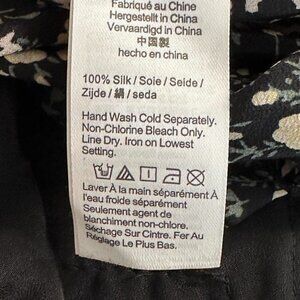 Fabriqué au Chine
Hergestellt in China
Vervaardigd in China
中國製
hecho en china
100% Silk / Soie / Seide /
Zijde / 絹 / seda
Hand Wash Cold Separately.
Non-Chlorine Bleach Only.
Line Dry. Iron on Lowest
Setting.
Laver À la main séparément À
l'eau froide séparément
Seulement agent de
blanchiment non-chlore.
Séchage Sur Cintre. Fer Au
Réglage Le Plus Bas.